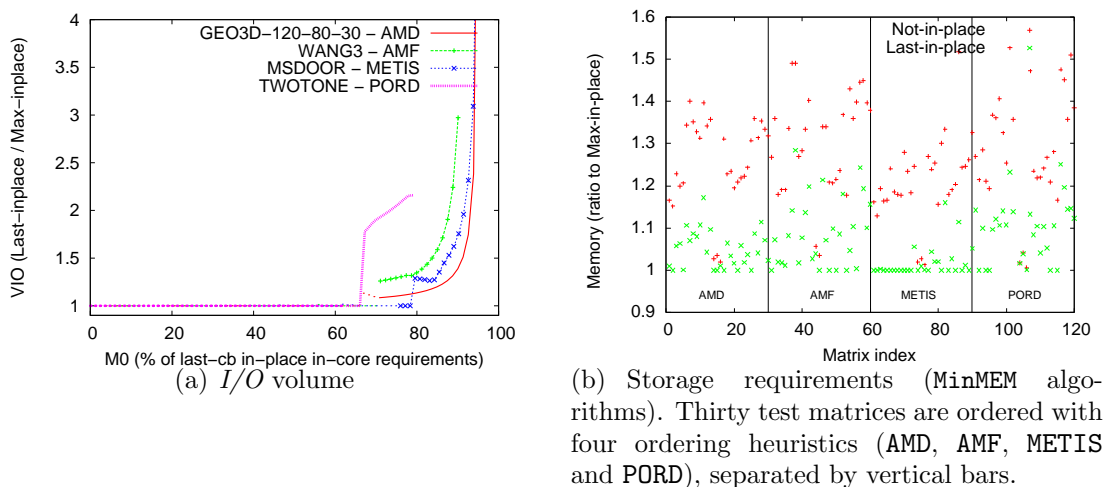 4
3.5
3
2.5
2
1.5
1
0
20
40
60
80
100
VIO (Last−inplace / Max−inplace)
M0 (% of last−cb in−place in−core requirements)
GEO3D−120−80−30 − AMD
WANG3 − AMF
MSDOOR − METIS
TWOTONE − PORD
(a) I/O volume
1.6
1.5
1.4
1.3
1.2
1.1
1
0.9
0
20
40
60
80
100
120
Memory (ratio to Max-in-place)
Matrix index
Not-in-place
Last-in-place
AMD
AMF
METIS
PORD
(b) Storage requirements (MinMEM algo-
rithms). Thirty test matrices are ordered with
four ordering heuristics (AMD, AMF, METIS
and PORD), separated by vertical bars.